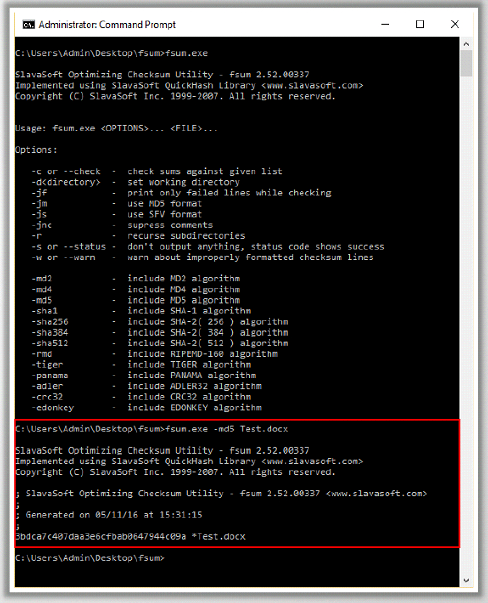 Administrator: Command Prompt
C:\Users\Admin\Desktop\fsum>fsum.exe
SlavaSoft Optimizing Checksum Utility - fsum 2.52.00337
Implemented using SlavaSoft QuickHash Library <www.slavasoft.com>
Copyright (C) SlavaSoft Inc. 1999-2007. All rights reserved.
Usage: fsum.exe <OPTIONS>... <FILE>...
Options:
-c or --check - check sums against given list
-d<directory> - set working directory
-jf - print only failed lines while checking
-jm - use MD5 format
-js - use SFV format
-jnc - supress comments
-r - recurse subdirectories
-s or --status - don't output anything, status code shows success
-w or --warn - warn about improperly formatted checksum lines
-md2 - include MD2 algorithm
-md4 - include MD4 algorithm
-md5 - include MD5 algorithm
-sha1 - include SHA-1 algorithm
-sha256 - include SHA-2( 256 ) algorithm
-sha384 - include SHA-2( 384 ) algorithm
-sha512 - include SHA-2( 512 ) algorithm
-rmd - include RIPEMD-160 algorithm
-tiger - include TIGER algorithm
-panama - include PANAMA algorithm
-adler - include ADLER32 algorithm
-crc32 - include CRC32 algorithm
-edonkey - include EDONKEY algorithm
C:\Users\Admin\Desktop\fsum>fsum.exe -md5 Test.docx
SlavaSoft Optimizing Checksum Utility - fsum 2.52.00337
Implemented using SlavaSoft QuickHash Library <www.slavasoft.com>
Copyright (C) SlavaSoft Inc. 1999-2007. All rights reserved.
; SlavaSoft Optimizing Checksum Utility - fsum 2.52.00337 <www.slavasoft.com>
;
; Generated on 05/11/16 at 15:31:15
;
3bdca7c407daa3e6cfbab0647944c09a *Test.docx
C:\Users\Admin\Desktop\fsum>